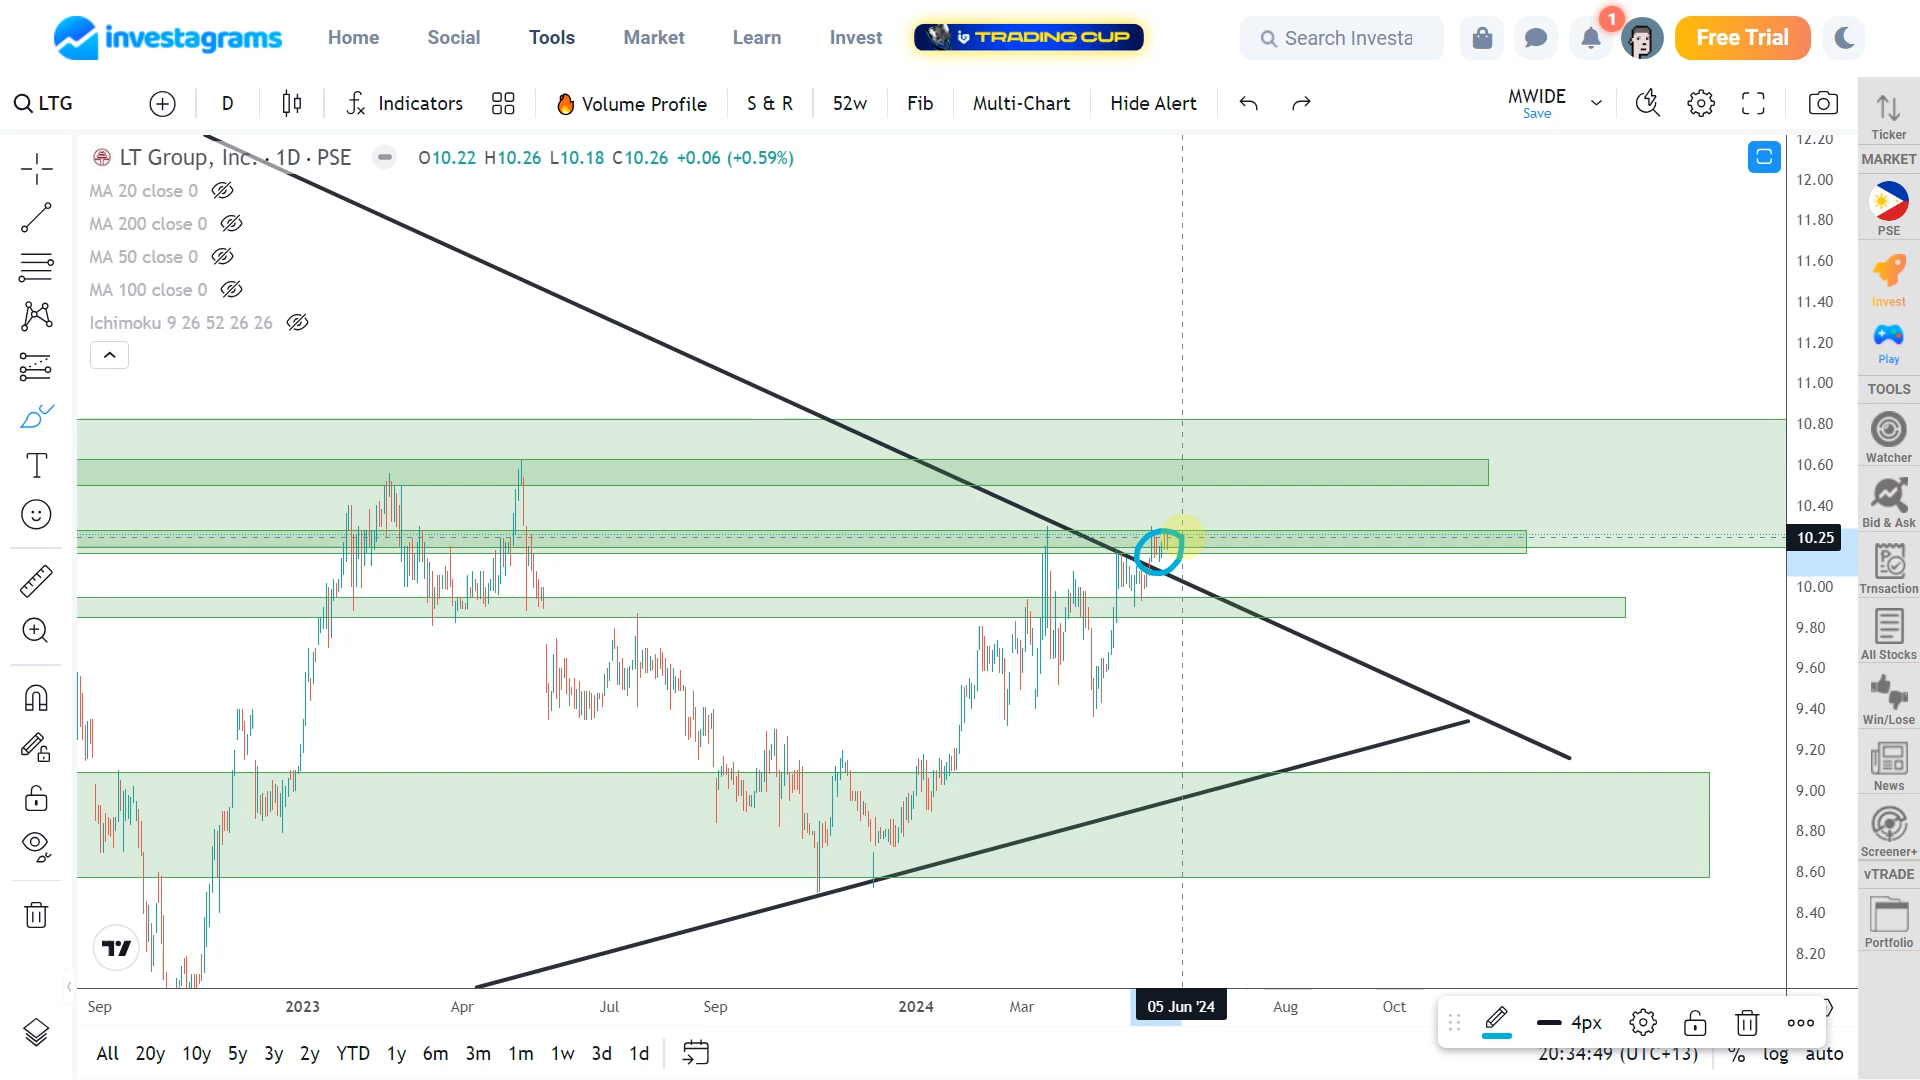 investagrams Home Social Tools Market Learn Invest TRADING CUP Search Investa 1 Free Trial
LTG D Indicators Volume Profile S & R 52w Fib Multi-Chart Hide Alert MWIDE Save
LT Group, Inc. · 1D · PSE O10.22 H10.26 L10.18 C10.26 +0.06 (+0.59%)
MA 20 close 0
MA 200 close 0
MA 50 close 0
MA 100 close 0
Ichimoku 9 26 52 26 26
12.20
12.00
11.80
11.60
11.40
11.20
11.00
10.80
10.60
10.40
10.25
10.00
9.80
9.60
9.40
9.20
9.00
8.80
8.60
8.40
8.20
Sep 2023 Apr Jul Sep 2024 Mar 05 Jun '24 Aug Oct
4px
All 20y 10y 5y 3y 2y YTD 1y 6m 3m 1m 1w 3d 1d 20:34:49 (UTC+13) % log auto
Ticker
MARKET
PSE
Invest
Play
TOOLS
Watcher
Bid & Ask
Trnsaction
All Stocks
Win/Lose
News
Screener+
vTRADE
Portfolio